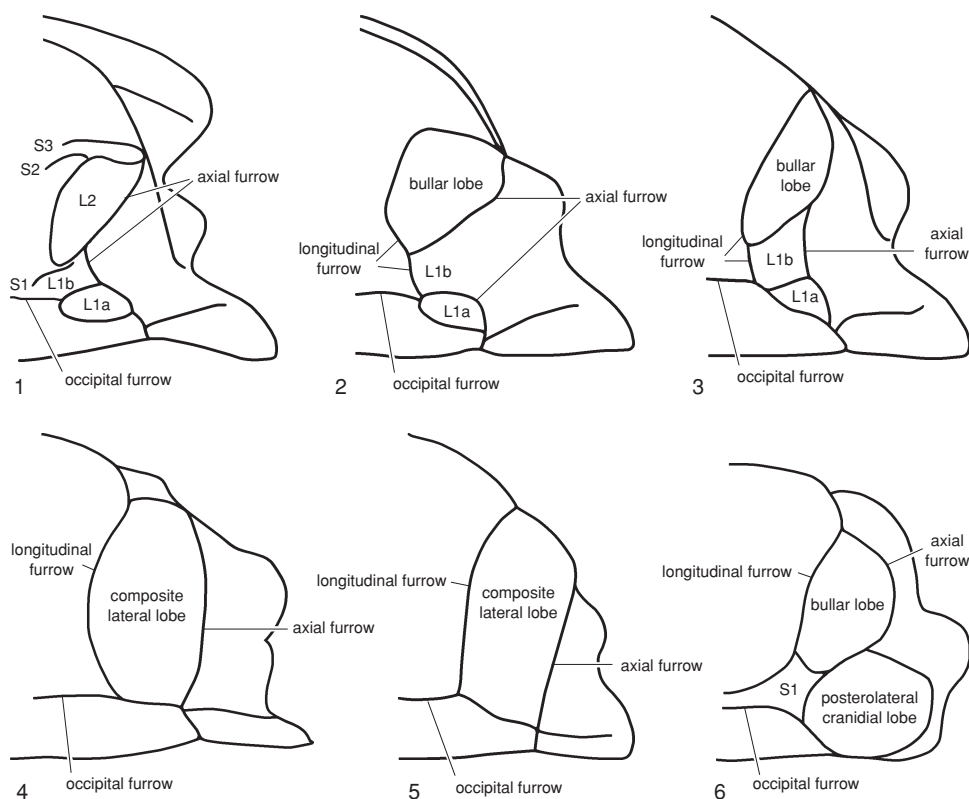 S3
S2
axial furrow
L2
S1
L1b
L1a
occipital furrow
1
bullar lobe
axial furrow
longitudinal
furrow
L1b
L1a
occipital furrow
2
bullar
lobe
longitudinal
furrow
axial
furrow
L1b
L1a
occipital furrow
3
longitudinal
furrow
composite
lateral lobe
axial furrow
occipital furrow
4
longitudinal furrow
composite
lateral lobe
axial furrow
occipital furrow
5
axial
furrow
longitudinal furrow
bullar lobe
S1
posterolateral
cranidial lobe
occipital furrow
6